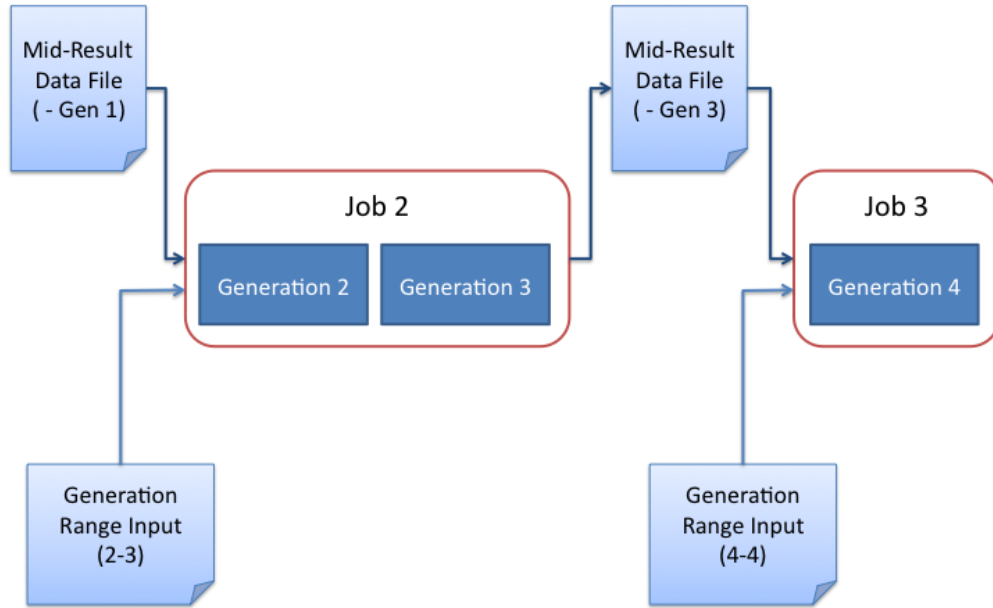 Mid-Result
Data File
( - Gen 1)
Mid-Result
Data File
( - Gen 3)
Job 2
Generation 2
Generation 3
Job 3
Generation 4
Generation
Range Input
(2-3)
Generation
Range Input
(4-4)